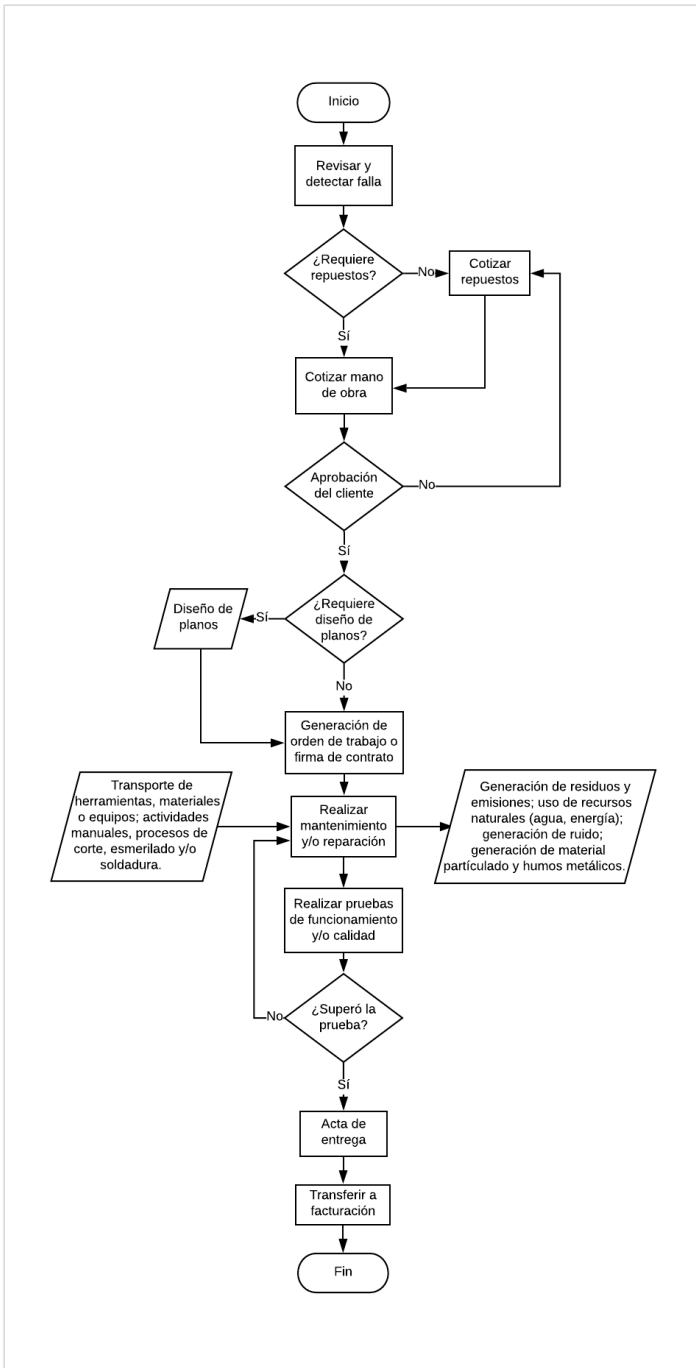 Inicio
Revisar y
detectar falla
¿Requiere
repuestos?
No
Cotizar
repuestos
Sí
Cotizar mano
de obra
Aprobación
del cliente
No
Sí
¿Requiere
diseño de
planos?
Sí
Diseño de
planos
No
Generación de
orden de trabajo o
firma de contrato
Transporte de
herramientas, materiales
o equipos; actividades
manuales, procesos de
corte, esmerilado y/o
soldadura.
Realizar
mantenimiento
y/o reparación
Generación de residuos y
emisiones; uso de recursos
naturales (agua, energía);
generación de ruido;
generación de material
partículado y humos metálicos.
Realizar pruebas
de funcionamiento
y/o calidad
¿Superó la
prueba?
No
Sí
Acta de
entrega
Transferir a
facturación
Fin